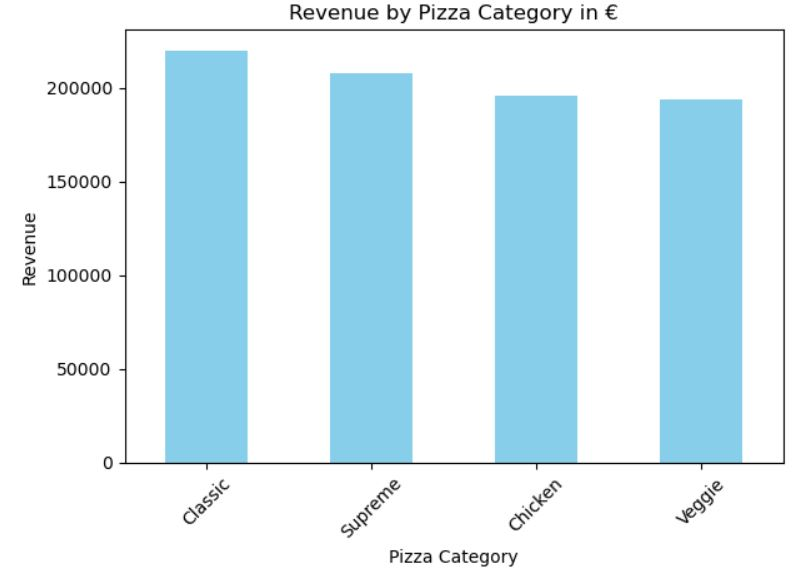 Revenue by Pizza Category in €
Revenue
200000
150000
100000
50000
0
Classic
Supreme
Chicken
Veggie
Pizza Category